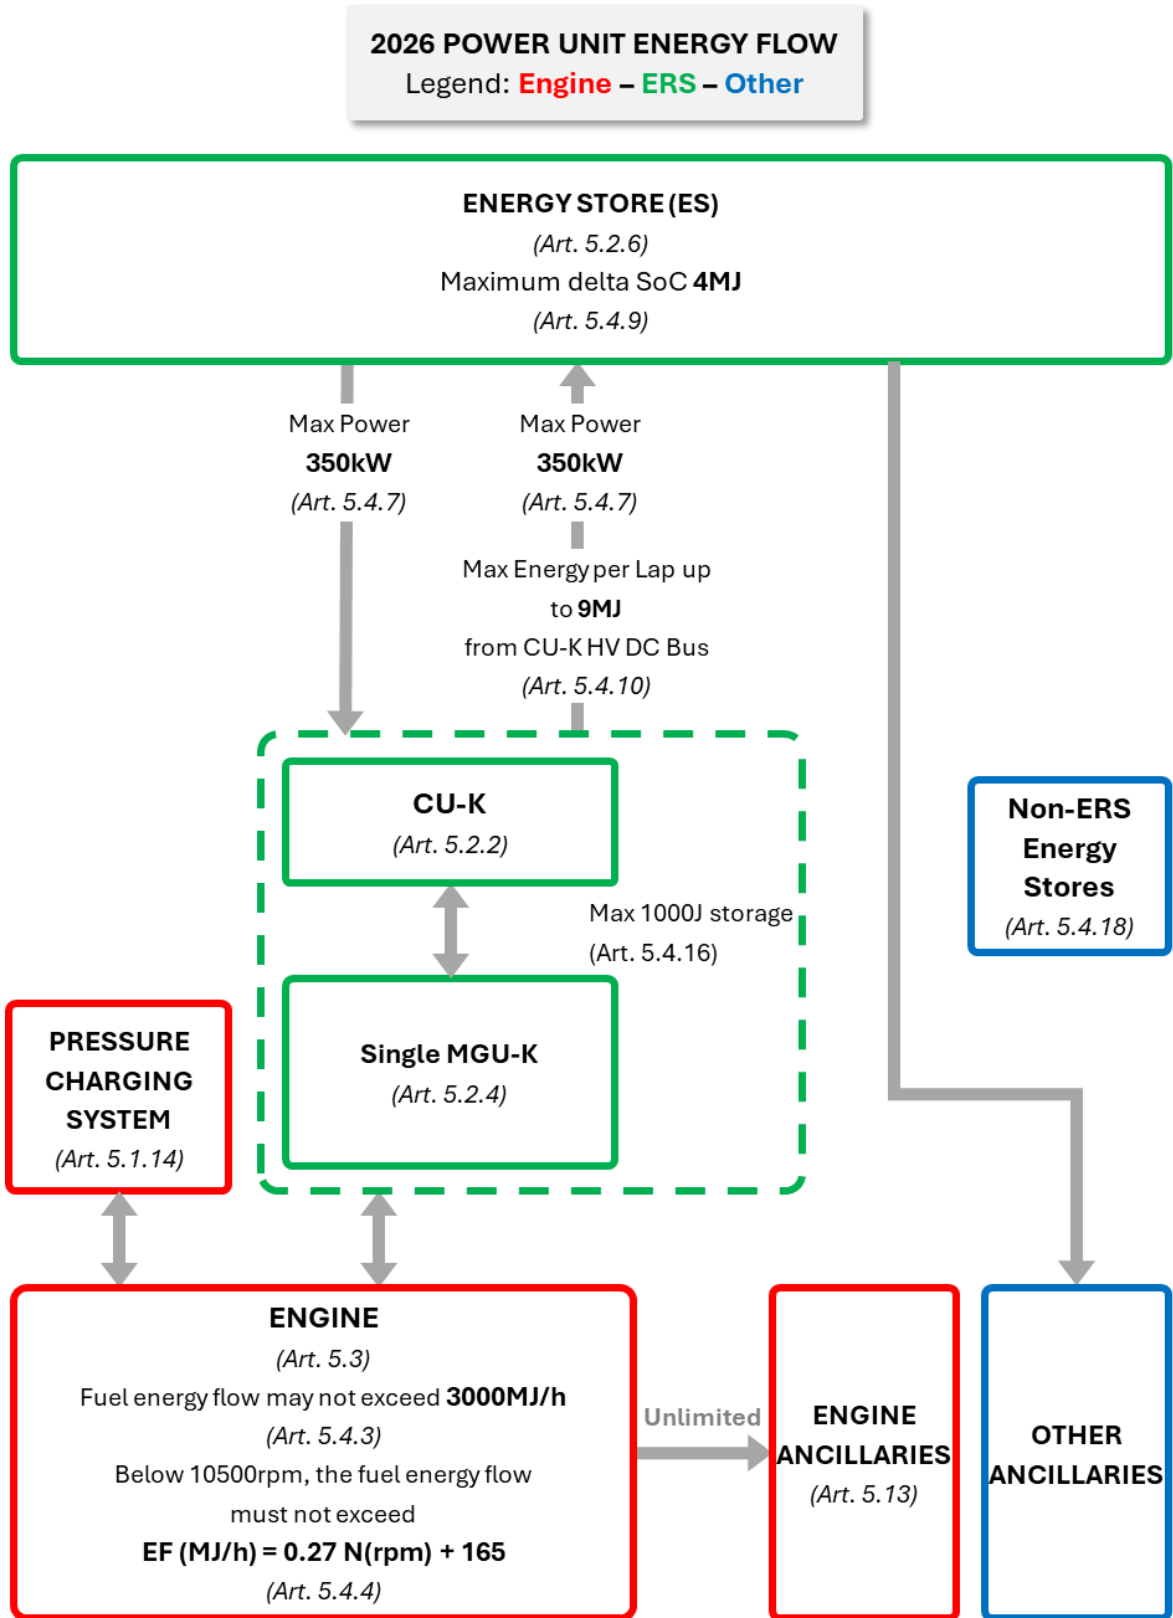 2026 POWER UNIT ENERGY FLOW
Legend: Engine – ERS – Other
ENERGY STORE (ES)
(Art. 5.2.6)
Maximum delta SoC 4MJ
(Art. 5.4.9)
Max Power
350kW
(Art. 5.4.7)
Max Power
350kW
(Art. 5.4.7)
Max Energy per Lap up
to 9MJ
from CU-K HV DC Bus
(Art. 5.4.10)
CU-K
(Art. 5.2.2)
Max 1000J storage
(Art. 5.4.16)
Single MGU-K
(Art. 5.2.4)
Non-ERS
Energy
Stores
(Art. 5.4.18)
PRESSURE
CHARGING
SYSTEM
(Art. 5.1.14)
ENGINE
(Art. 5.3)
Fuel energy flow may not exceed 3000MJ/h
(Art. 5.4.3)
Below 10500rpm, the fuel energy flow
must not exceed
EF (MJ/h) = 0.27 N(rpm) + 165
(Art. 5.4.4)
Unlimited
ENGINE
ANCILLARIES
(Art. 5.13)
OTHER
ANCILLARIES